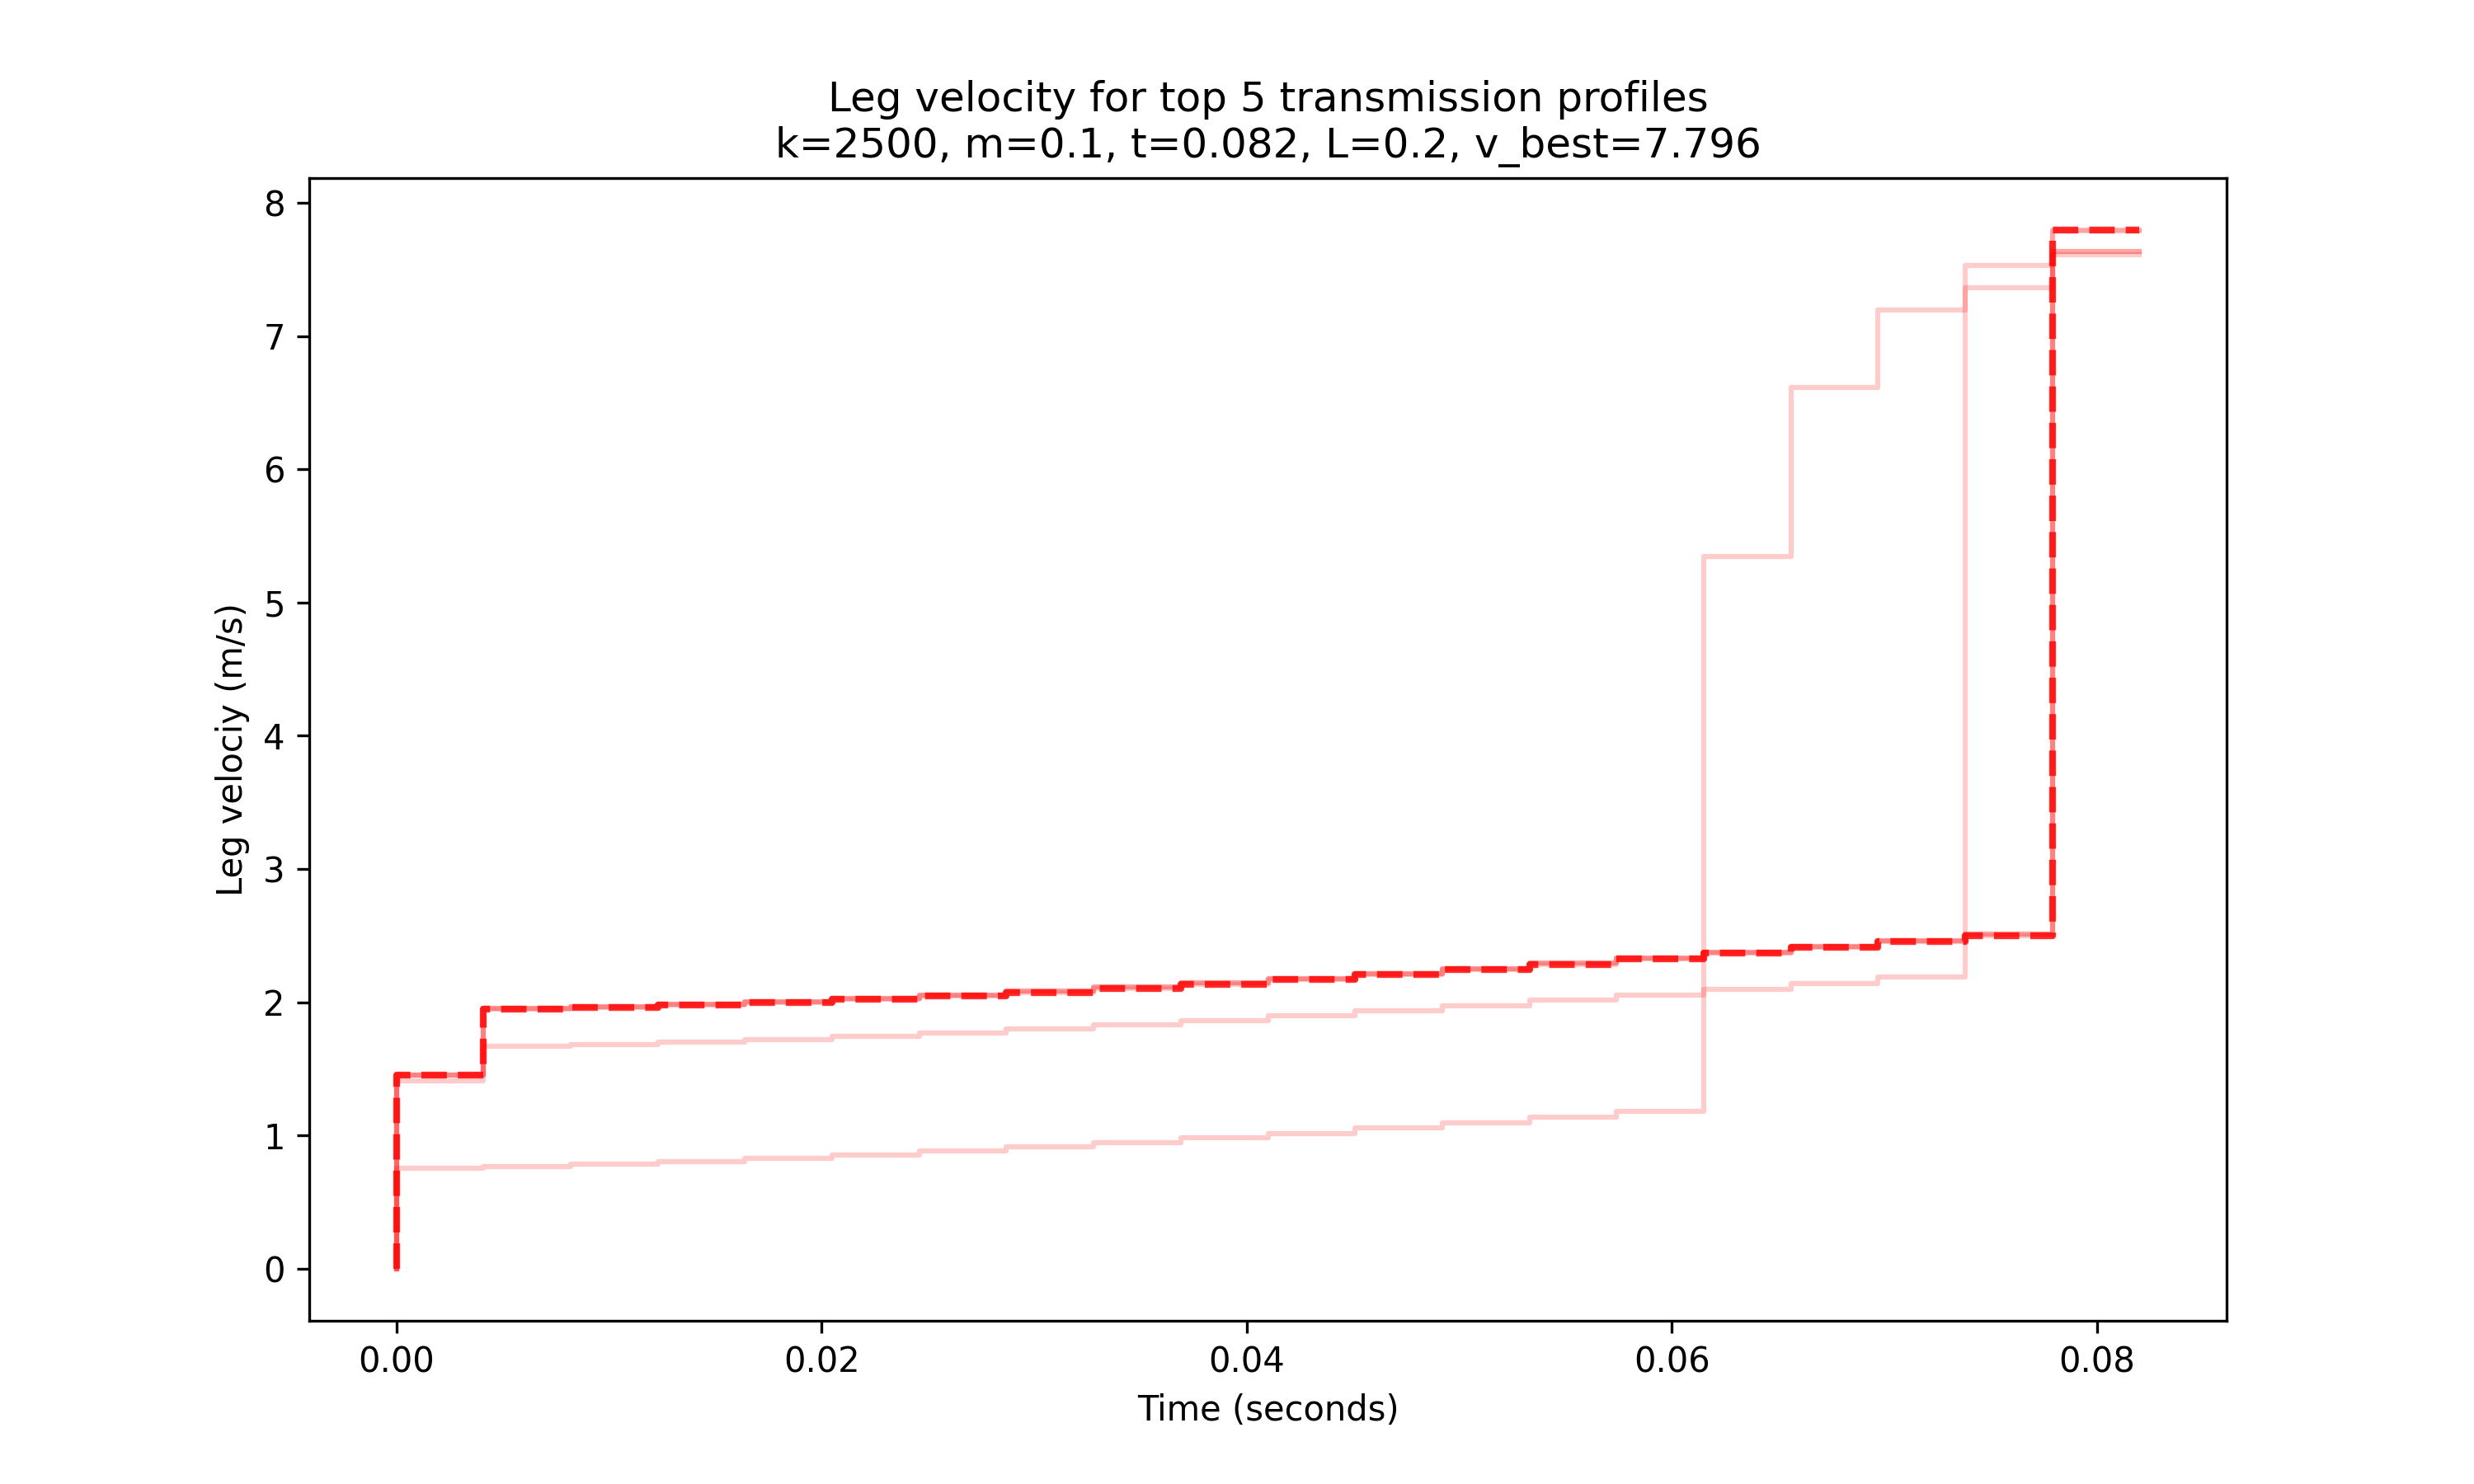 Leg velocity for top 5 transmission profiles
k=2500, m=0.1, t=0.082, L=0.2, v_best=7.796
8
7
6
5
4
3
2
1
0
Leg velociy (m/s)
0.00 0.02 0.04 0.06 0.08
Time (seconds)